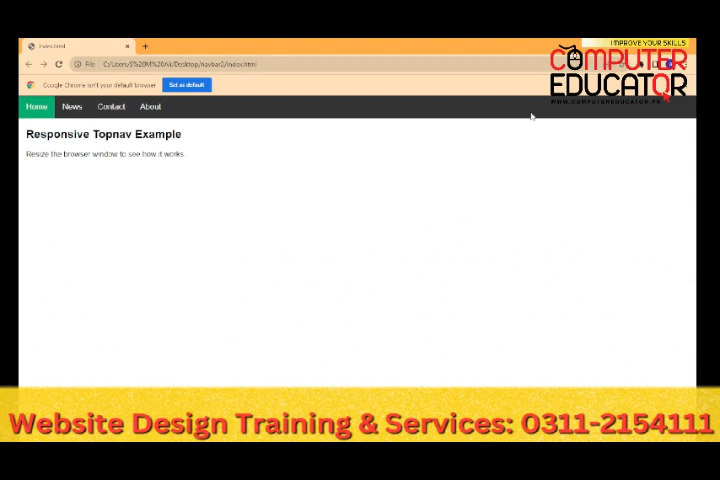 IMPROVE YOUR SKILLS
COMPUTER
EDUCATOR
WWW.COMPUTEREDUCATOR.PK
index.html
File C:/Users/S%20M%20Ali/Desktop/navbar2/index.html
Google Chrome isn't your default browser Set as default
Home News Contact About
Responsive Topnav Example
Resize the browser window to see how it works.
Website Design Training & Services: 0311-2154111